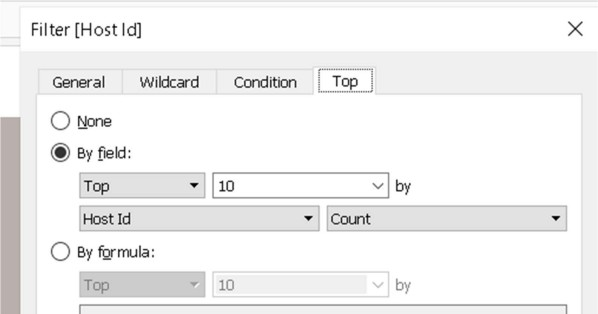 Filter [Host Id]
General Wildcard Condition Top
None
By field:
Top 10 by
Host Id Count
By formula:
Top 10 by